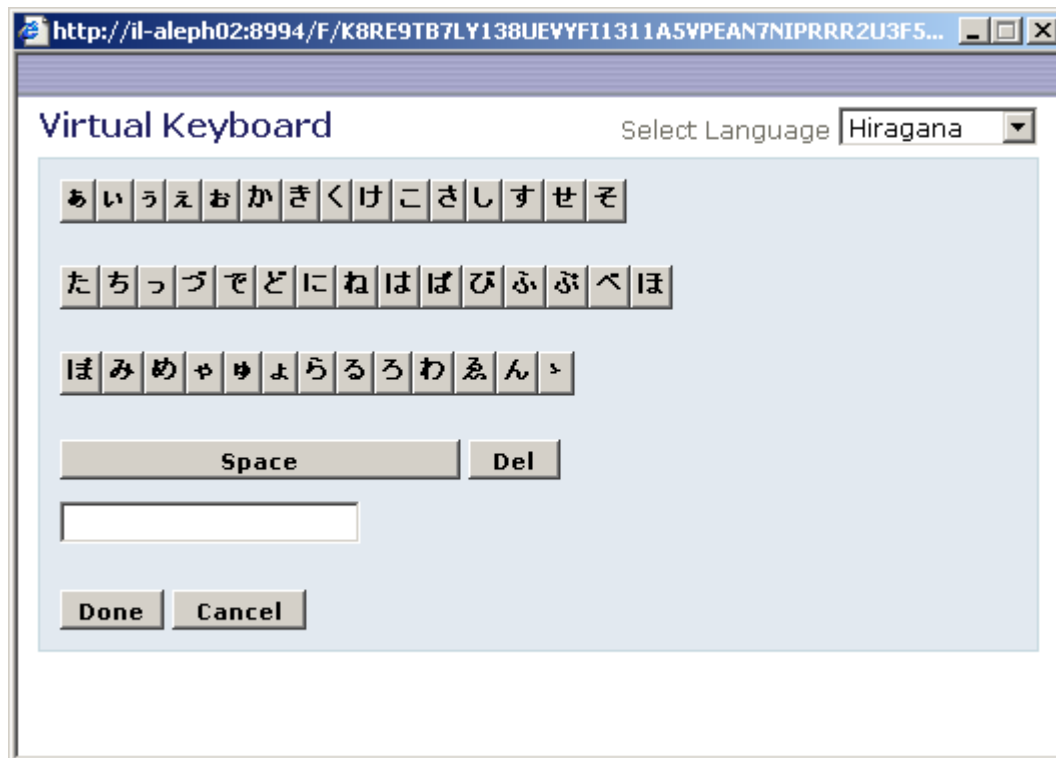 http://il-aleph02:8994/F/K8RE9TB7LY138UEVYFI1311A5VPEAN7NIPRRR2U3F5...
Virtual Keyboard
Select Language Hiragana
ぁ い ぅ ぇ ぉ か き く け こ さ し す せ そ
た ち っ づ で ど に ね は ば び ふ ぶ べ ほ
ぼ み め ゃ ゅ ょ ら る ろ わ ゑ ん ゝ
Space Del
Done Cancel